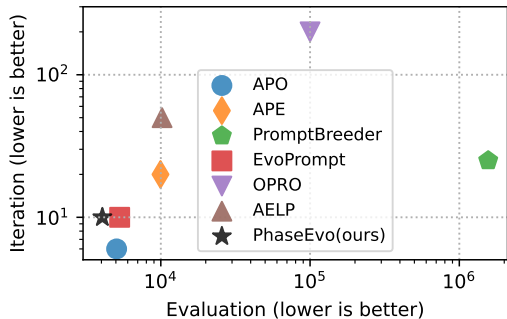 Iteration (lower is better)
10²
10¹
APO
APE
PromptBreeder
EvoPrompt
OPRO
AELP
PhaseEvo(ours)
10⁴ 10⁵ 10⁶
Evaluation (lower is better)